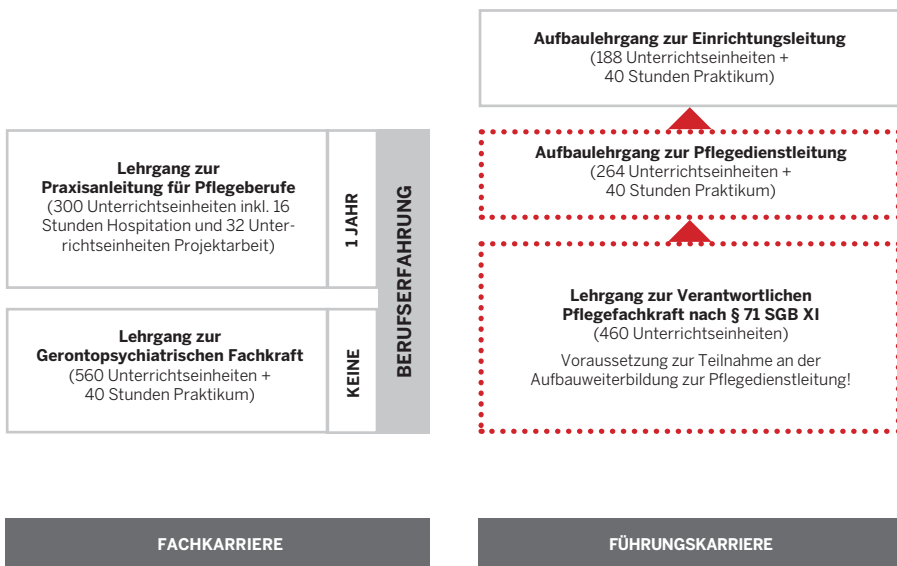 Lehrgang zur
Praxisanleitung für Pflegeberufe
(300 Unterrichtseinheiten inkl. 16
Stunden Hospitation und 32 Unter-
richtseinheiten Projektarbeit)
1 JAHR
Lehrgang zur
Gerontopsychiatrischen Fachkraft
(560 Unterrichtseinheiten +
40 Stunden Praktikum)
KEINE
BERUFSERFAHRUNG
FACHKARRIERE
Aufbaulehrgang zur Einrichtungsleitung
(188 Unterrichtseinheiten +
40 Stunden Praktikum)
Aufbaulehrgang zur Pflegedienstleitung
(264 Unterrichtseinheiten +
40 Stunden Praktikum)
Lehrgang zur Verantwortlichen
Pflegefachkraft nach § 71 SGB XI
(460 Unterrichtseinheiten)
Voraussetzung zur Teilnahme an der
Aufbauweiterbildung zur Pflegedienstleitung!
FÜHRUNGSKARRIERE